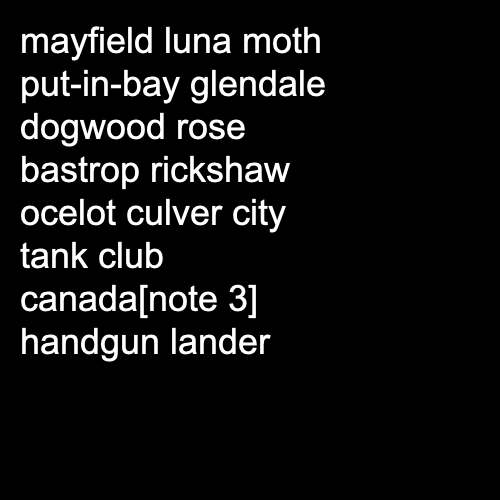 mayfield luna moth
put-in-bay glendale
dogwood rose
bastrop rickshaw
ocelot culver city
tank club
canada[note 3]
handgun lander